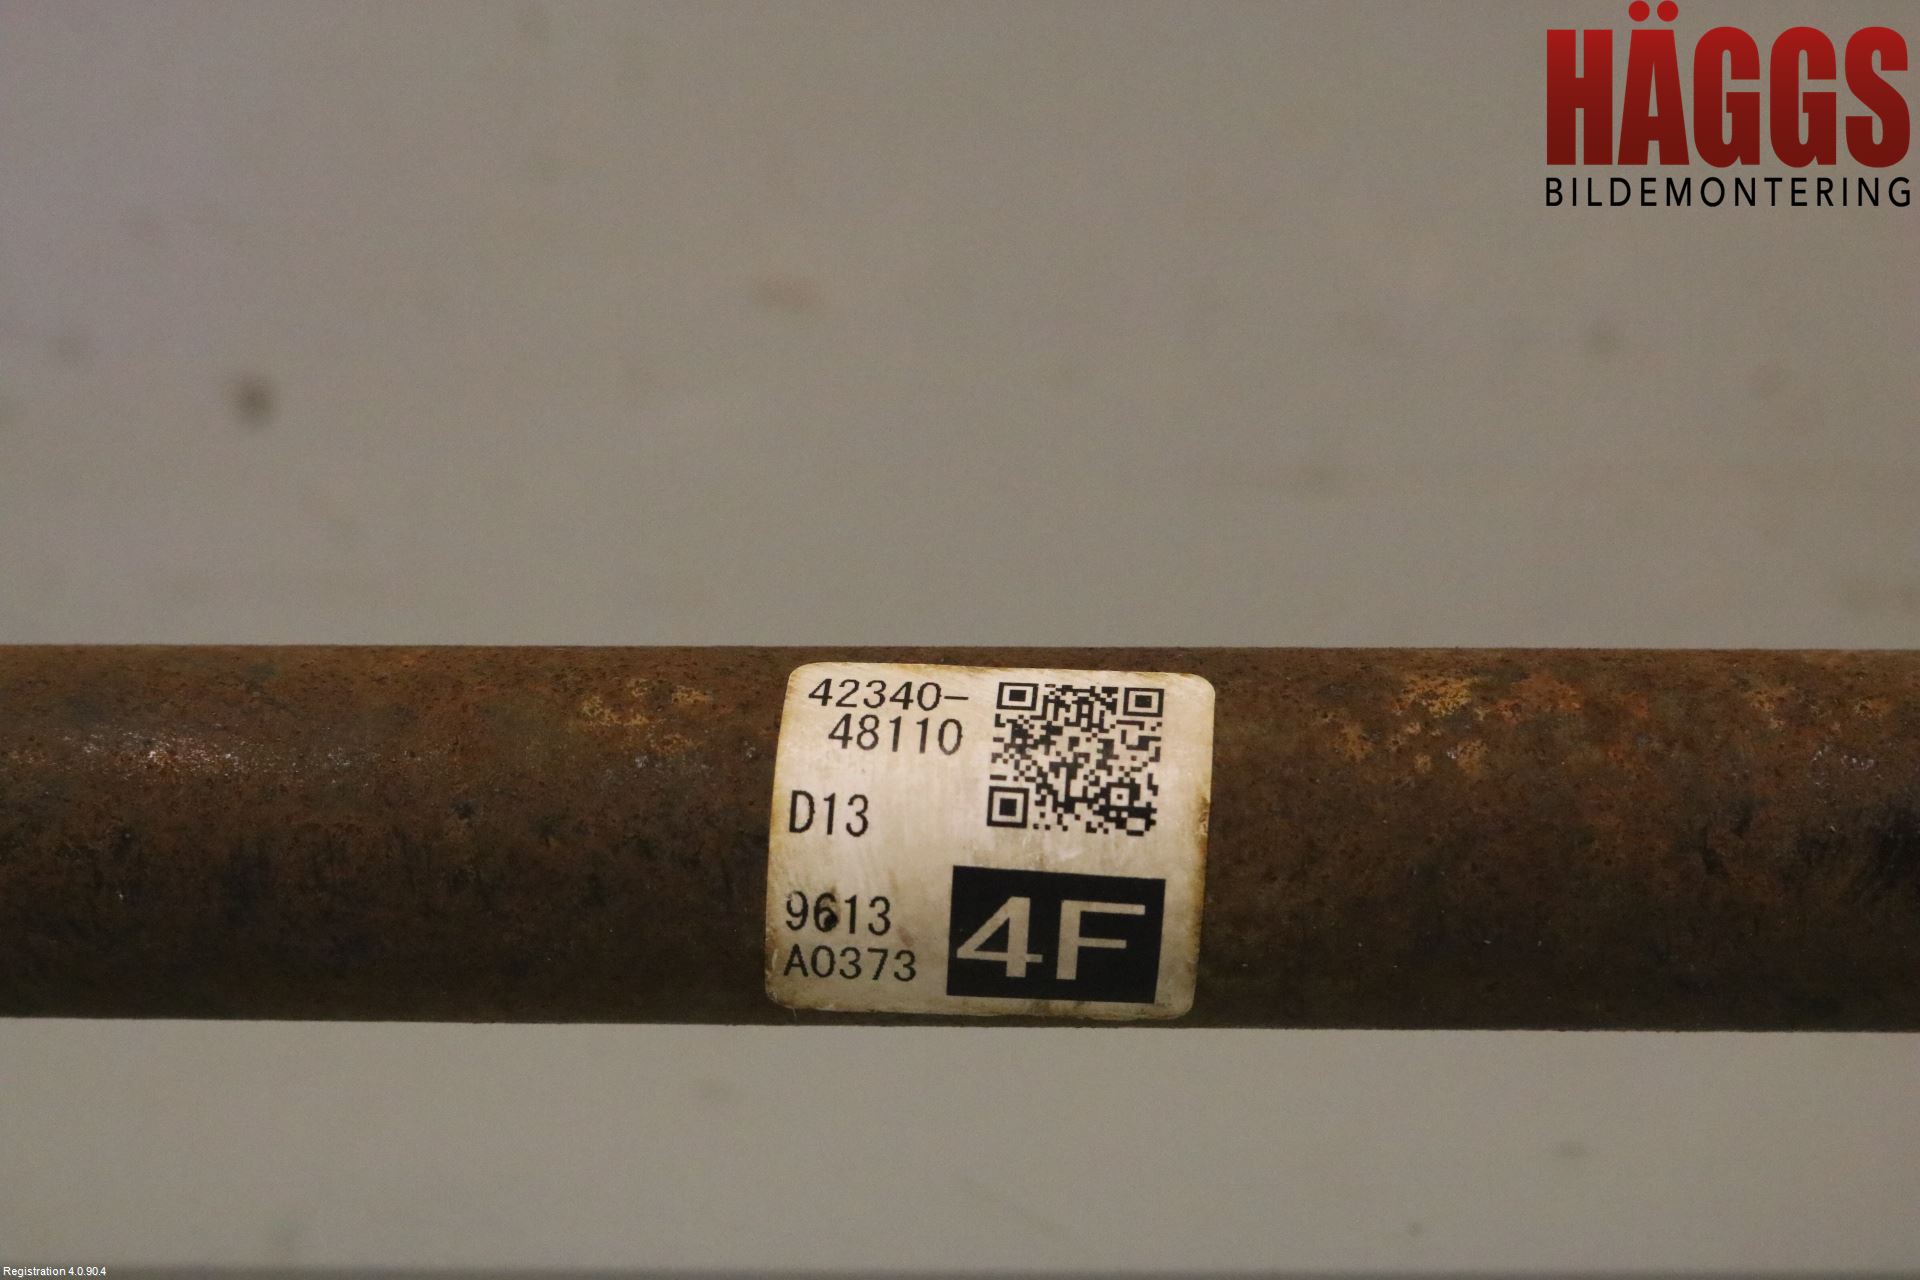 HÄGGS
BILDEMONTERING
42340-
48110
D13
9613
A0373
4F
Registration 4.0.90.4